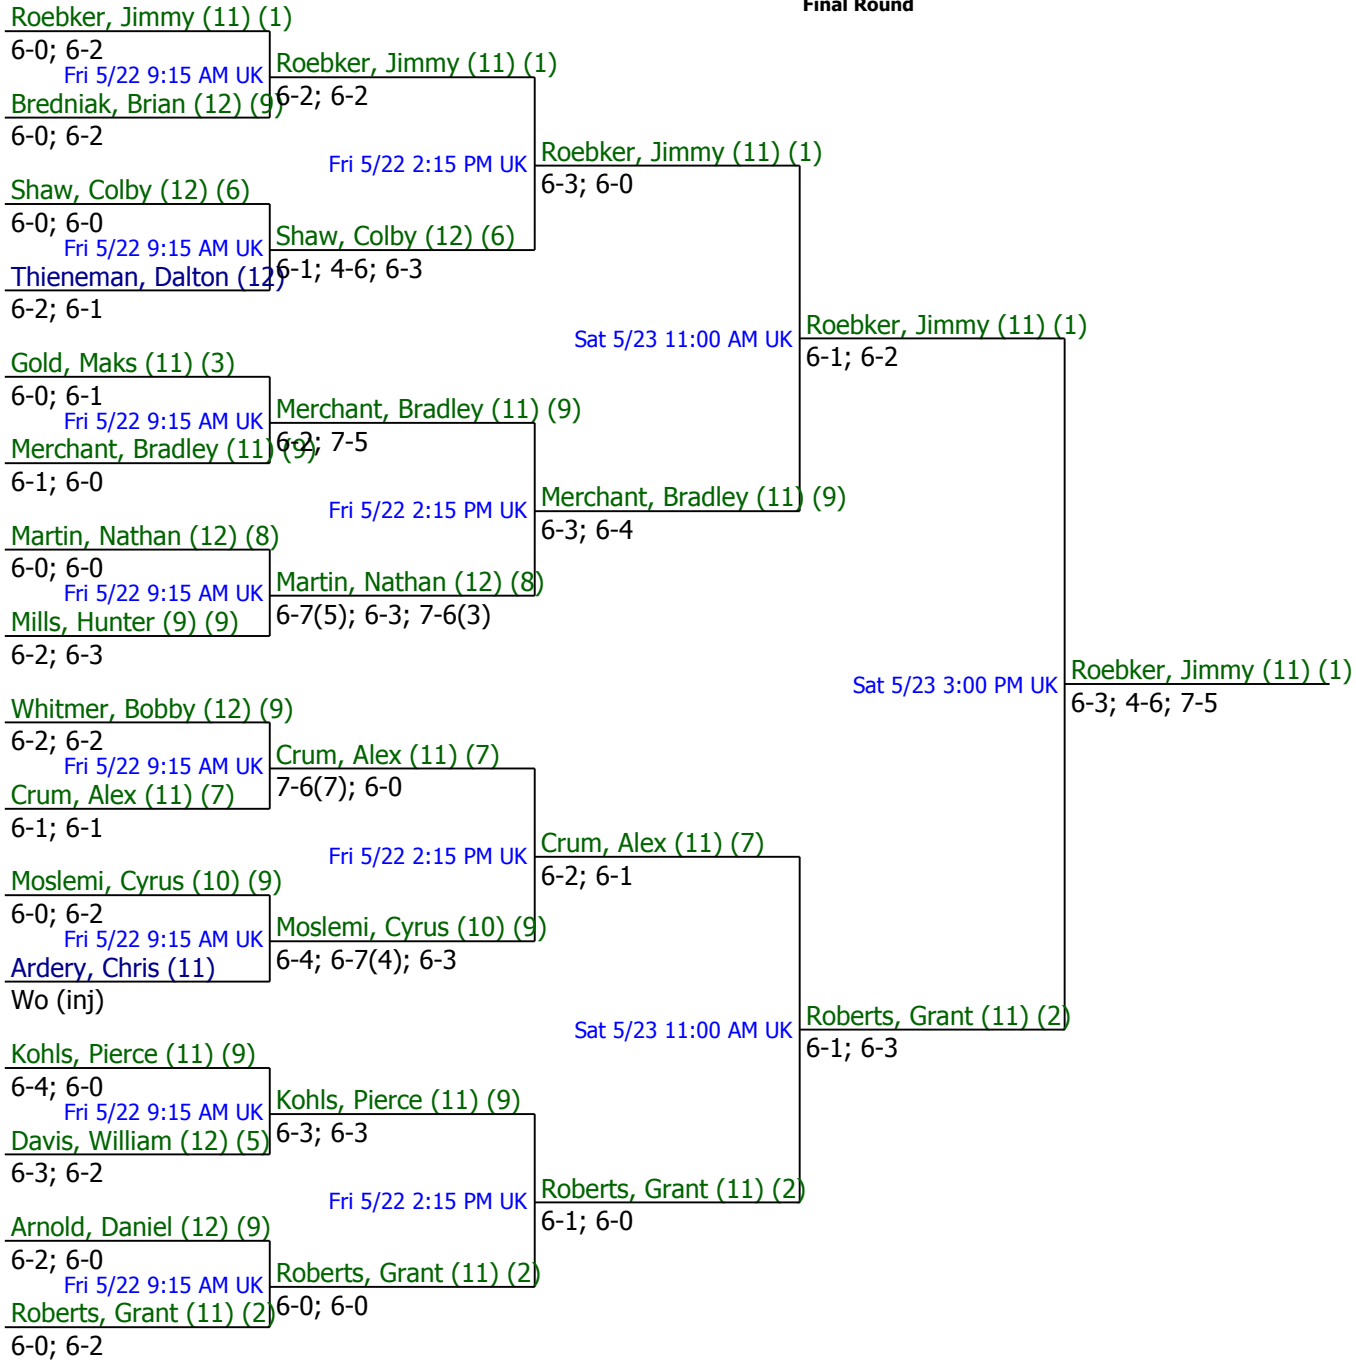 Final Round
Roebker, Jimmy (11) (1)
6-0; 6-2
Fri 5/22 9:15 AM UK
Roebker, Jimmy (11) (1)
6-2; 6-2
Bredniak, Brian (12) (9)
6-0; 6-2
Fri 5/22 2:15 PM UK
Roebker, Jimmy (11) (1)
6-3; 6-0
Shaw, Colby (12) (6)
6-0; 6-0
Fri 5/22 9:15 AM UK
Shaw, Colby (12) (6)
6-1; 4-6; 6-3
Thieneman, Dalton (12)
6-2; 6-1
Sat 5/23 11:00 AM UK
Roebker, Jimmy (11) (1)
6-1; 6-2
Gold, Maks (11) (3)
6-0; 6-1
Fri 5/22 9:15 AM UK
Merchant, Bradley (11) (9)
6-2; 7-5
Merchant, Bradley (11) (9)
6-1; 6-0
Fri 5/22 2:15 PM UK
Merchant, Bradley (11) (9)
6-3; 6-4
Martin, Nathan (12) (8)
6-0; 6-0
Fri 5/22 9:15 AM UK
Martin, Nathan (12) (8)
6-7(5); 6-3; 7-6(3)
Mills, Hunter (9) (9)
6-2; 6-3
Sat 5/23 3:00 PM UK
Roebker, Jimmy (11) (1)
6-3; 4-6; 7-5
Whitmer, Bobby (12) (9)
6-2; 6-2
Fri 5/22 9:15 AM UK
Crum, Alex (11) (7)
7-6(7); 6-0
Crum, Alex (11) (7)
6-1; 6-1
Fri 5/22 2:15 PM UK
Crum, Alex (11) (7)
6-2; 6-1
Moslemi, Cyrus (10) (9)
6-0; 6-2
Fri 5/22 9:15 AM UK
Moslemi, Cyrus (10) (9)
6-4; 6-7(4); 6-3
Ardery, Chris (11)
Wo (inj)
Sat 5/23 11:00 AM UK
Roberts, Grant (11) (2)
6-1; 6-3
Kohls, Pierce (11) (9)
6-4; 6-0
Fri 5/22 9:15 AM UK
Kohls, Pierce (11) (9)
6-3; 6-3
Davis, William (12) (5)
6-3; 6-2
Fri 5/22 2:15 PM UK
Roberts, Grant (11) (2)
6-1; 6-0
Arnold, Daniel (12) (9)
6-2; 6-0
Fri 5/22 9:15 AM UK
Roberts, Grant (11) (2)
6-0; 6-0
Roberts, Grant (11) (2)
6-0; 6-2